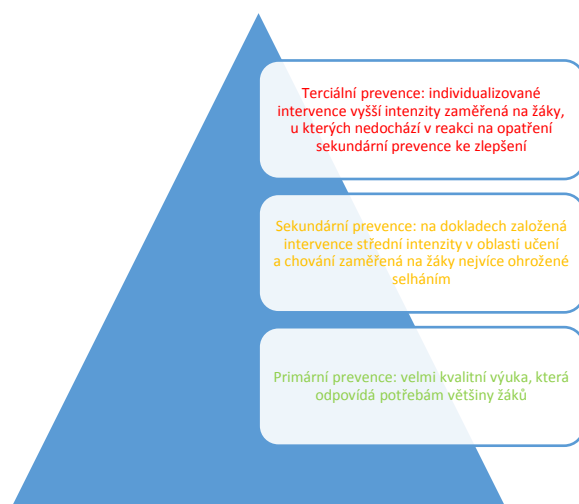 Terciální prevence: individualizované
intervence vyšší intenzity zaměřená na žáky,
u kterých nedochází v reakci na opatření
sekundární prevence ke zlepšení
Sekundární prevence: na dokladech založená
intervence střední intenzity v oblasti učení
a chování zaměřená na žáky nejvíce ohrožené
selháním
Primární prevence: velmi kvalitní výuka, která
odpovídá potřebám většiny žáků